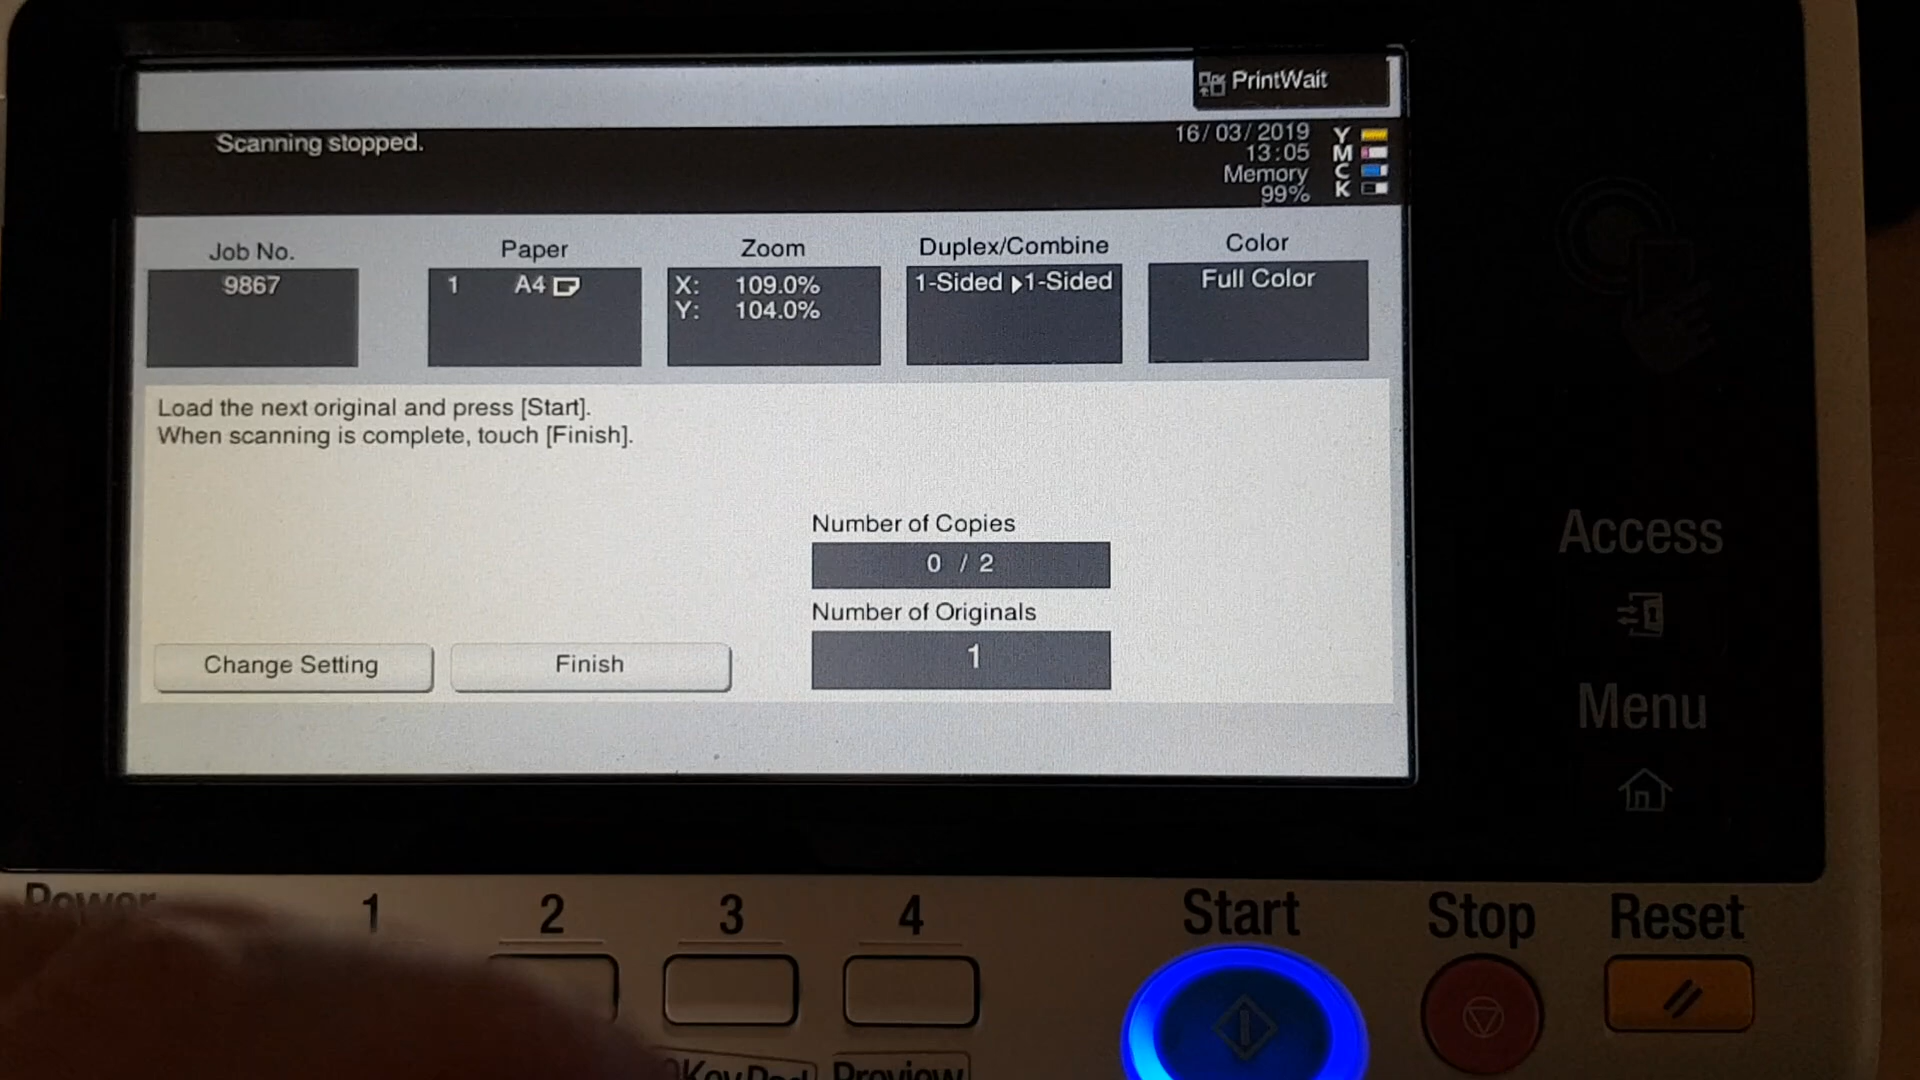 PrintWait
Scanning stopped.
16/03/2019
13:05
Memory
99%
Y
M
C
K
Job No.
9867
Paper
1 A4
Zoom
X: 109.0%
Y: 104.0%
Duplex/Combine
1-Sided ▶1-Sided
Color
Full Color
Load the next original and press [Start].
When scanning is complete, touch [Finish].
Number of Copies
0 / 2
Number of Originals
1
Change Setting
Finish
Access
Menu
Power
1
2
3
4
Start
Stop
Reset
KeyPad
Preview